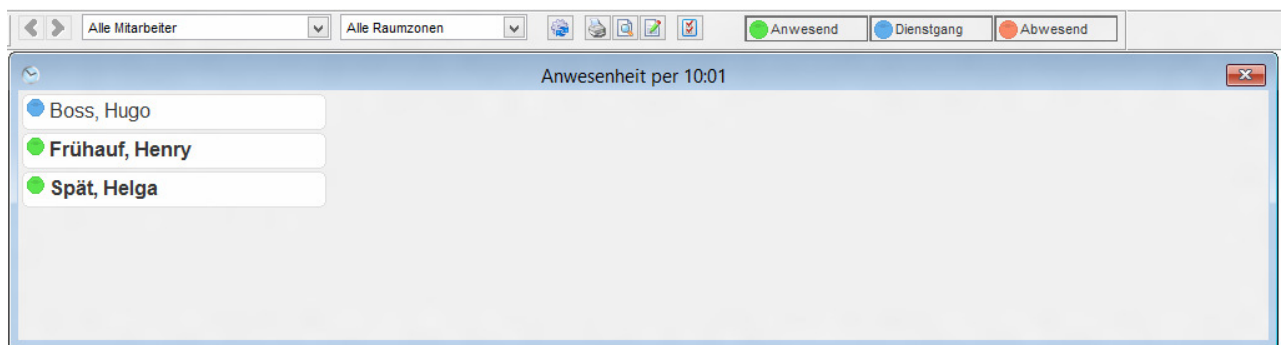 Alle Mitarbeiter Alle Raumzonen Anwesend Dienstgang Abwesend
Anwesenheit per 10:01
Boss, Hugo
Frühauf, Henry
Spät, Helga